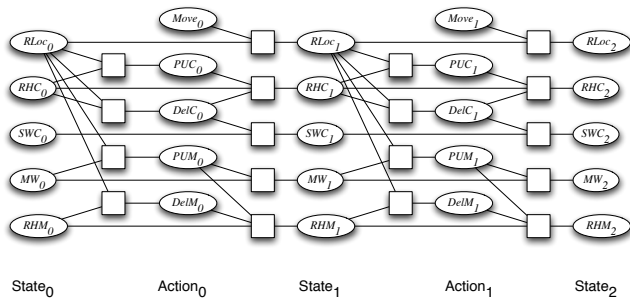 Move₀ Move₁
RLoc₀ RLoc₁ RLoc₂
PUC₀ PUC₁
RHC₀ RHC₁ RHC₂
DelC₀ DelC₁
SWC₀ SWC₁ SWC₂
PUM₀ PUM₁
MW₀ MW₁ MW₂
DelM₀ DelM₁
RHM₀ RHM₁ RHM₂
State₀ Action₀ State₁ Action₁ State₂